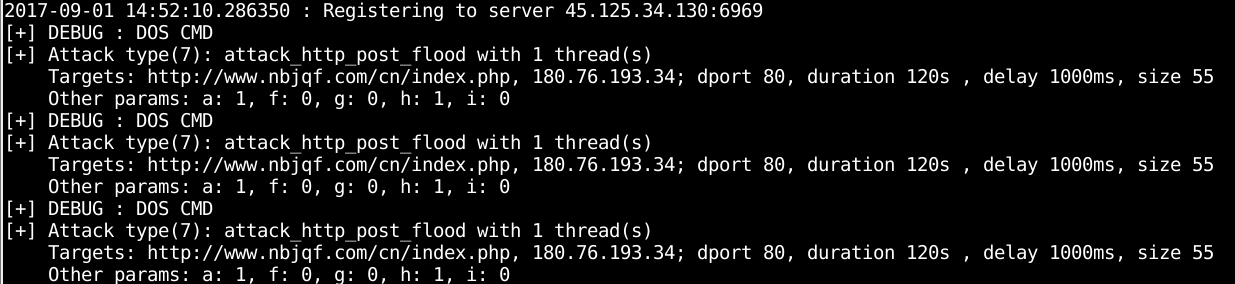 2017-09-01 14:52:10.286350 : Registering to server 45.125.34.130:6969
[+] DEBUG : DOS CMD
[+] Attack type(7): attack_http_post_flood with 1 thread(s)
    Targets: http://www.nbjqf.com/cn/index.php, 180.76.193.34; dport 80, duration 120s , delay 1000ms, size 55
    Other params: a: 1, f: 0, g: 0, h: 1, i: 0
[+] DEBUG : DOS CMD
[+] Attack type(7): attack_http_post_flood with 1 thread(s)
    Targets: http://www.nbjqf.com/cn/index.php, 180.76.193.34; dport 80, duration 120s , delay 1000ms, size 55
    Other params: a: 1, f: 0, g: 0, h: 1, i: 0
[+] DEBUG : DOS CMD
[+] Attack type(7): attack_http_post_flood with 1 thread(s)
    Targets: http://www.nbjqf.com/cn/index.php, 180.76.193.34; dport 80, duration 120s , delay 1000ms, size 55
    Other params: a: 1, f: 0, g: 0, h: 1, i: 0